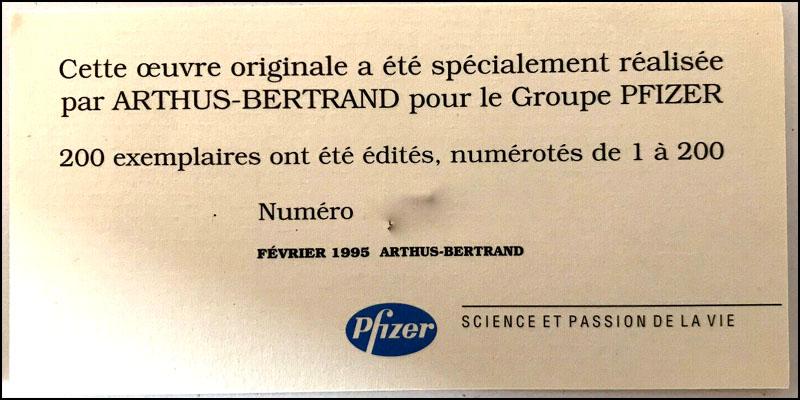 Cette œuvre originale a été spécialement réalisée
par ARTHUS-BERTRAND pour le Groupe PFIZER
200 exemplaires ont été édités, numérotés de 1 à 200
Numéro
FÉVRIER 1995 ARTHUS-BERTRAND
Pfizer
SCIENCE ET PASSION DE LA VIE